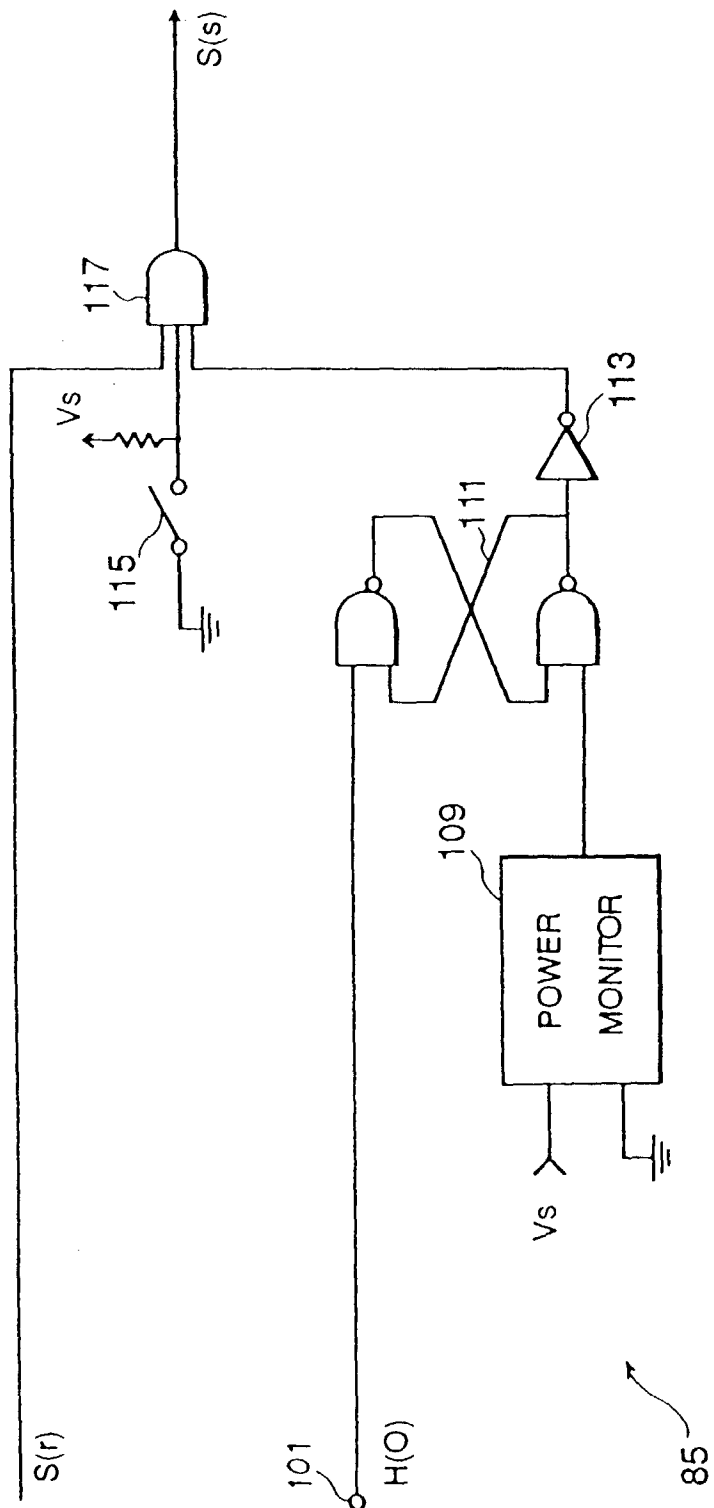 S(r)
S(s)
117
Vs
115
111
113
101
H(O)
109
POWER
MONITOR
Vs
85